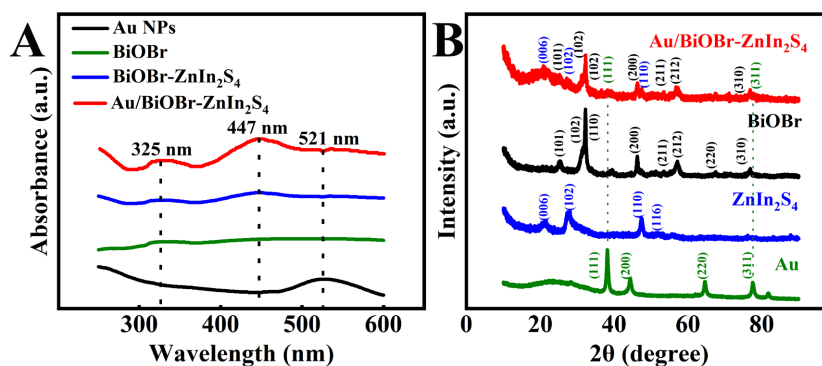 A
Au NPs
BiOBr
BiOBr-ZnIn₂S₄
Au/BiOBr-ZnIn₂S₄
325 nm
447 nm
521 nm
Absorbance (a.u.)
300
400
500
600
Wavelength (nm)
B
Au/BiOBr-ZnIn₂S₄
(006)
(101)
(102)
(102)
(102)
(111)
(200)
(110)
(211)
(212)
(310)
(311)
BiOBr
(101)
(102)
(110)
(200)
(211)
(212)
(220)
(310)
ZnIn₂S₄
(006)
(102)
(110)
(116)
Au
(111)
(200)
(220)
(311)
Intensity (a.u.)
0
20
40
60
80
2θ (degree)